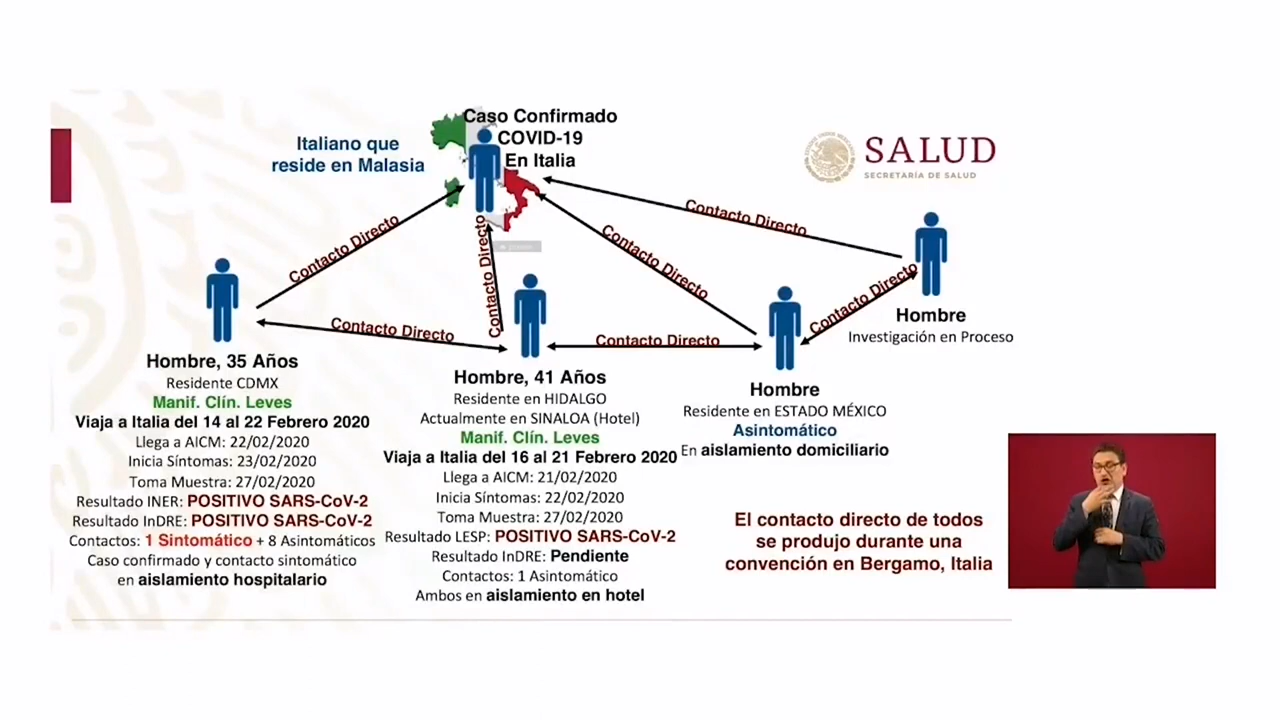 Caso Confirmado
COVID-19
En Italia
Italiano que
reside en Malasia
SALUD
SECRETARÍA DE SALUD
Contacto Directo
Contacto Directo
Contacto Directo
Contacto Directo
Contacto Directo
Contacto Directo
Contacto Directo
Hombre
Investigación en Proceso
Hombre, 35 Años
Residente CDMX
Manif. Clín. Leves
Viaja a Italia del 14 al 22 Febrero 2020
Llega a AICM: 22/02/2020
Inicia Síntomas: 23/02/2020
Toma Muestra: 27/02/2020
Resultado INER: POSITIVO SARS-CoV-2
Resultado InDRE: POSITIVO SARS-CoV-2
Contactos: 1 Sintomático + 8 Asintomáticos
Caso confirmado y contacto sintomático
en aislamiento hospitalario
Hombre, 41 Años
Residente en HIDALGO
Actualmente en SINALOA (Hotel)
Manif. Clín. Leves
Viaja a Italia del 16 al 21 Febrero 2020
Llega a AICM: 21/02/2020
Inicia Síntomas: 22/02/2020
Toma Muestra: 27/02/2020
Resultado LESP: POSITIVO SARS-CoV-2
Resultado InDRE: Pendiente
Contactos: 1 Asintomático
Ambos en aislamiento en hotel
Hombre
Residente en ESTADO MÉXICO
Asintomático
En aislamiento domiciliario
El contacto directo de todos
se produjo durante una
convención en Bergamo, Italia